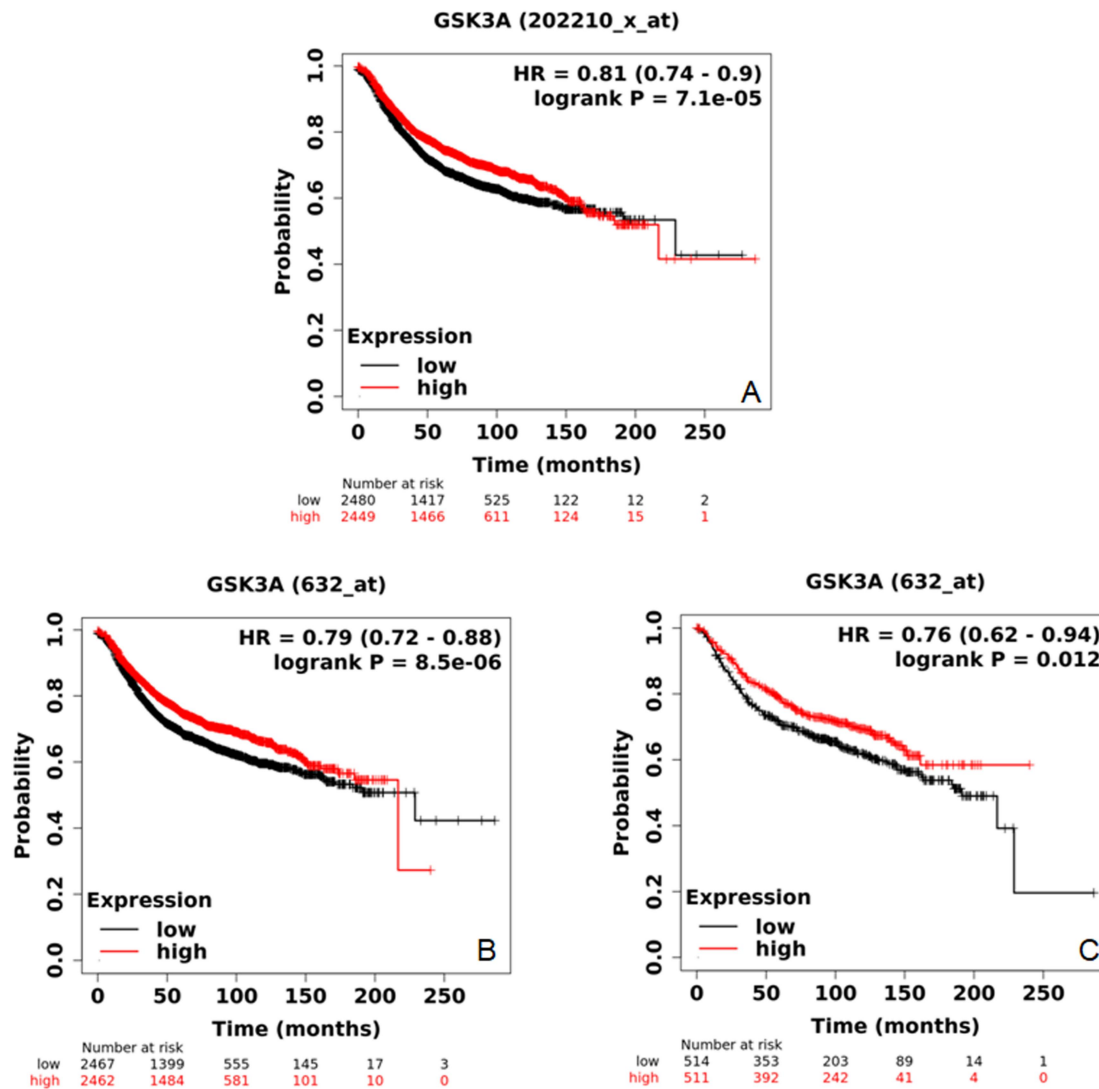 GSK3A (202210_x_at)
HR = 0.81 (0.74 - 0.9)
logrank P = 7.1e-05
Probability
1.0
0.8
0.6
0.4
0.2
0.0
Expression
low
high
A
0 50 100 150 200 250
Time (months)
Number at risk
low 2480 1417 525 122 12 2
high 2449 1466 611 124 15 1
GSK3A (632_at)
HR = 0.79 (0.72 - 0.88)
logrank P = 8.5e-06
Probability
1.0
0.8
0.6
0.4
0.2
0.0
Expression
low
high
B
0 50 100 150 200 250
Time (months)
Number at risk
low 2467 1399 555 145 17 3
high 2462 1484 581 101 10 0
GSK3A (632_at)
HR = 0.76 (0.62 - 0.94)
logrank P = 0.012
Probability
1.0
0.8
0.6
0.4
0.2
0.0
Expression
low
high
C
0 50 100 150 200 250
Time (months)
Number at risk
low 514 353 203 89 14 1
high 511 392 242 41 4 0